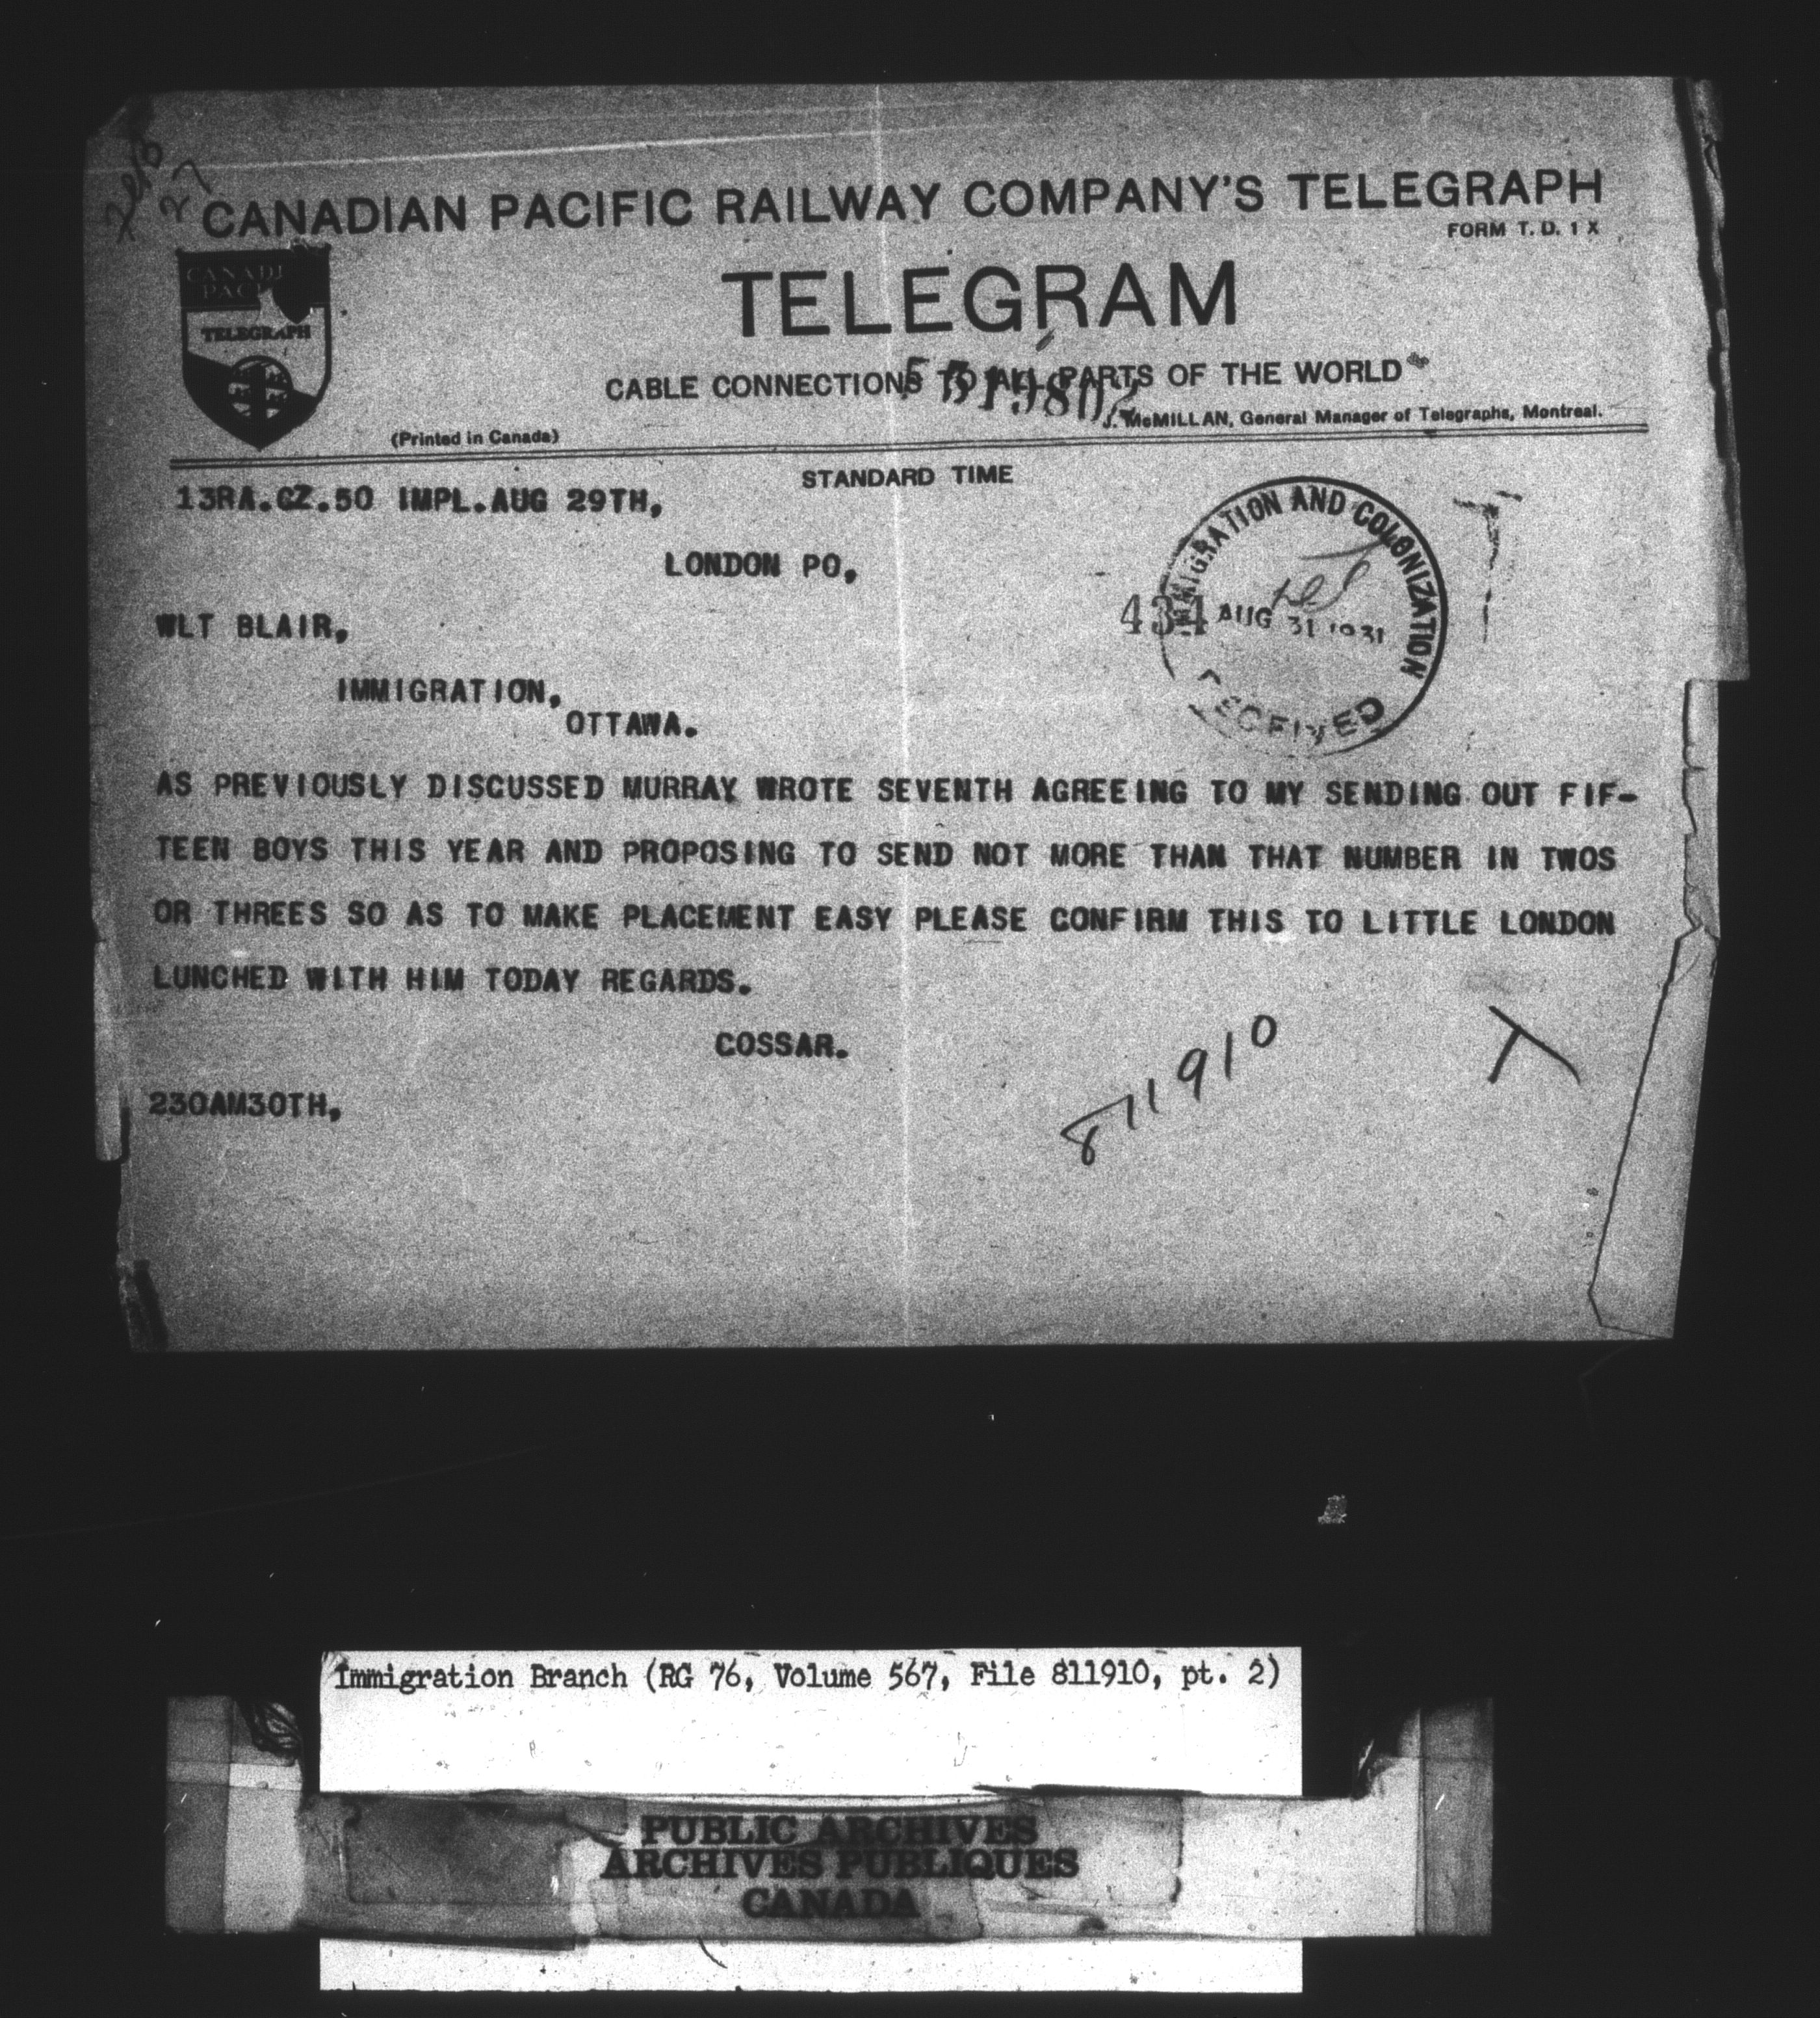 27
CANADIAN PACIFIC RAILWAY COMPANY'S TELEGRAPH
FORM T. D. 1 X
CANADI
PACI
TELEGRAPH
TELEGRAM
CABLE CONNECTIONS TO ALL PARTS OF THE WORLD
J. McMILLAN, General Manager of Telegraphs, Montreal.
(Printed in Canada)
STANDARD TIME
13RA.CZ.50 IMPL.AUG 29TH,
LONDON PO,
IMMIGRATION AND COLONIZATION
434 AUG 31 1931
RECEIVED
WLT BLAIR,
IMMIGRATION,
OTTAWA.
AS PREVIOUSLY DISCUSSED MURRAY WROTE SEVENTH AGREEING TO MY SENDING OUT FIF-
TEEN BOYS THIS YEAR AND PROPOSING TO SEND NOT MORE THAN THAT NUMBER IN TWOS
OR THREES SO AS TO MAKE PLACEMENT EASY PLEASE CONFIRM THIS TO LITTLE LONDON
LUNCHED WITH HIM TODAY REGARDS.
COSSAR.
230AM30TH,
811910
Immigration Branch (RG 76, Volume 567, File 811910, pt. 2)
PUBLIC ARCHIVES
ARCHIVES PUBLIQUES
CANADA